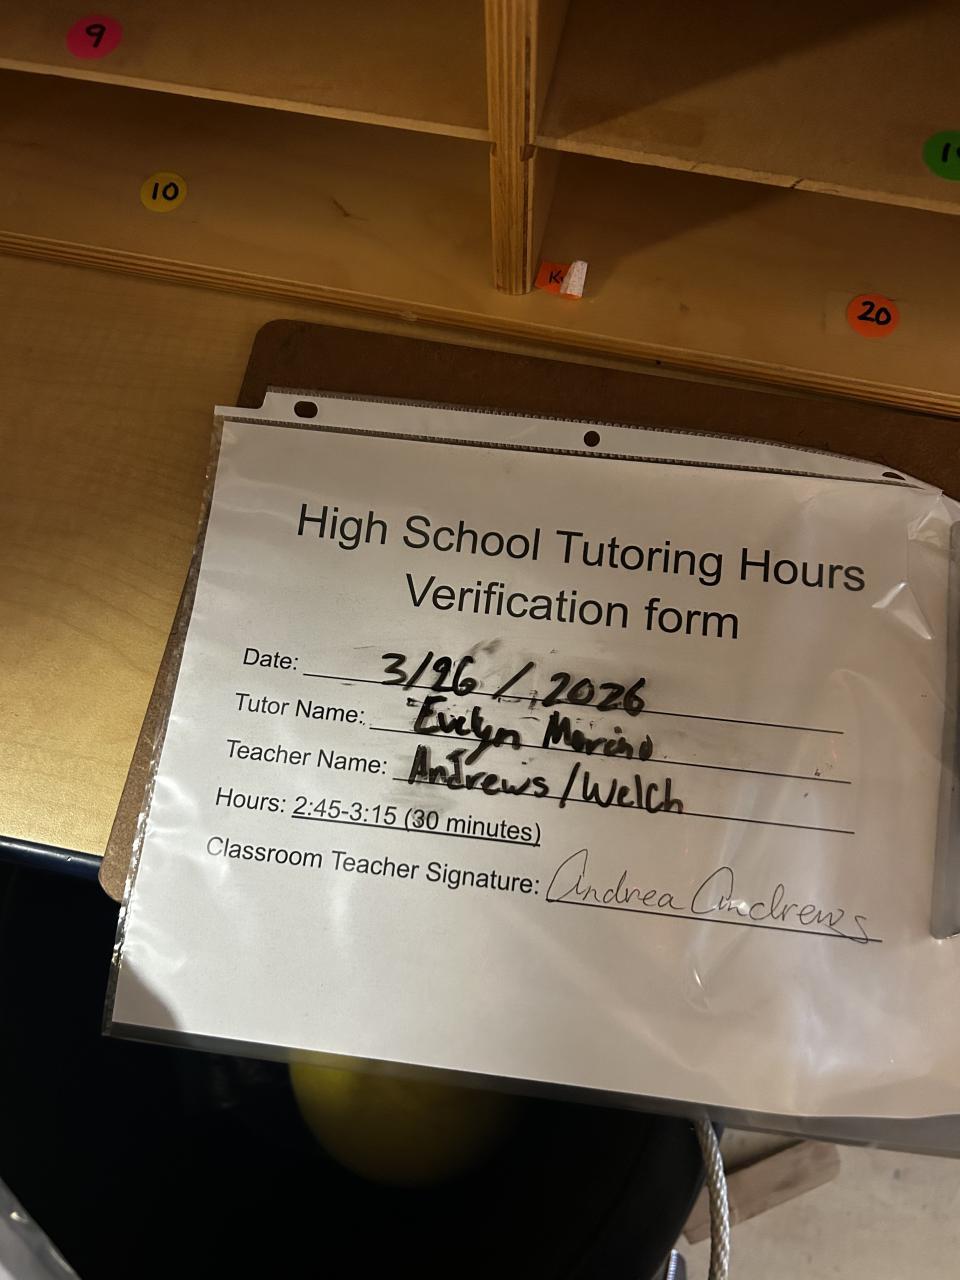 9
10
20
High School Tutoring Hours
Verification form
Date: 3/26/2026
Tutor Name: Evelyn
Teacher Name: Andrews/Welch
Hours: 2:45-3:15 (30 minutes)
Classroom Teacher Signature: Andrea Andrews